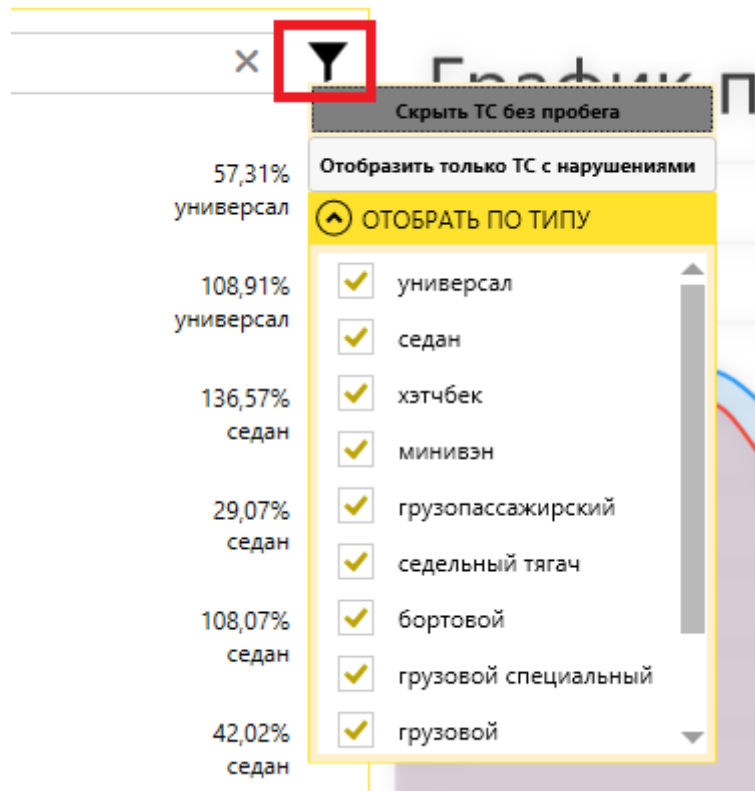 График п
Скрыть ТС без пробега
Отобразить только ТС с нарушениями
ОТОБРАТЬ ПО ТИПУ
57,31%
универсал
108,91%
универсал
136,57%
седан
29,07%
седан
108,07%
седан
42,02%
седан
универсал
седан
хэтчбек
минивэн
грузопассажирский
седельный тягач
бортовой
грузовой специальный
грузовой